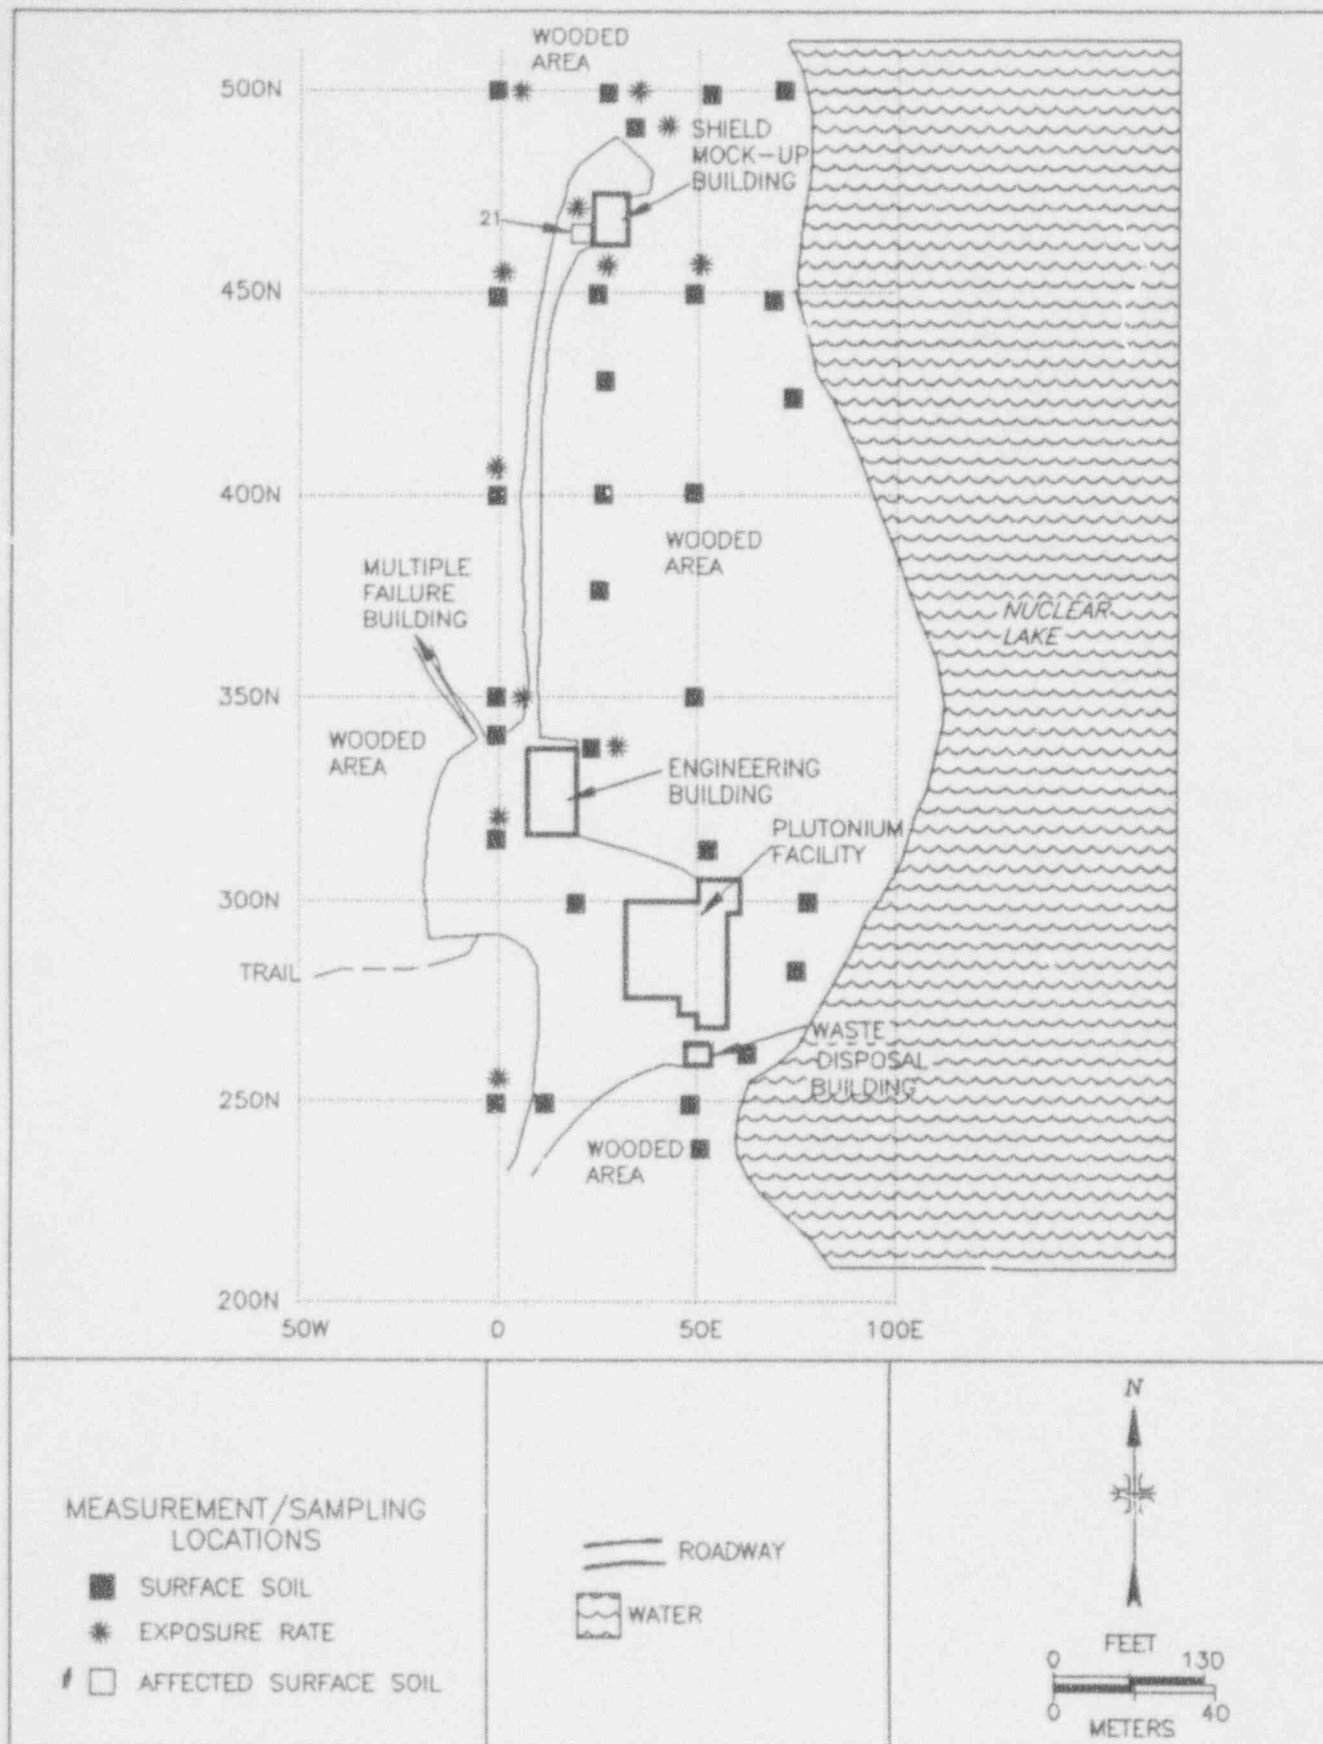 WOODED
AREA
500N
SHIELD
MOCK-UP
BUILDING
21
450N
400N
WOODED
AREA
MULTIPLE
FAILURE
BUILDING
NUCLEAR
LAKE
350N
WOODED
AREA
ENGINEERING
BUILDING
PLUTONIUM
FACILITY
300N
TRAIL
WASTE
DISPOSAL
BUILDING
250N
WOODED
AREA
200N
50W 0 50E 100E
MEASUREMENT/SAMPLING
LOCATIONS
SURFACE SOIL
EXPOSURE RATE
# AFFECTED SURFACE SOIL
ROADWAY
WATER
N
FEET
0 130
0 40
METERS